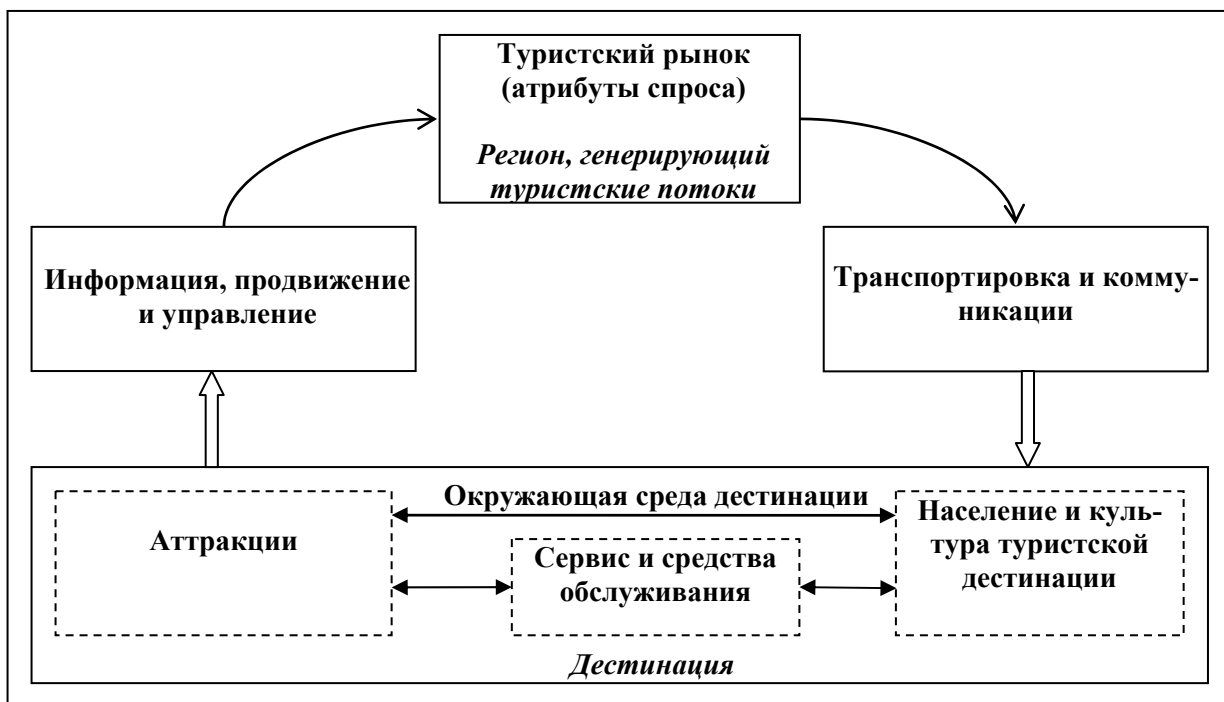 Туристский рынок
(атрибуты спроса)
Регион, генерирующий
туристские потоки
Информация, продвижение
и управление
Транспортировка и комму-
никации
Окружающая среда дестинации
Аттракции
Сервис и средства
обслуживания
Население и куль-
тура туристской
дестинации
Дестинация